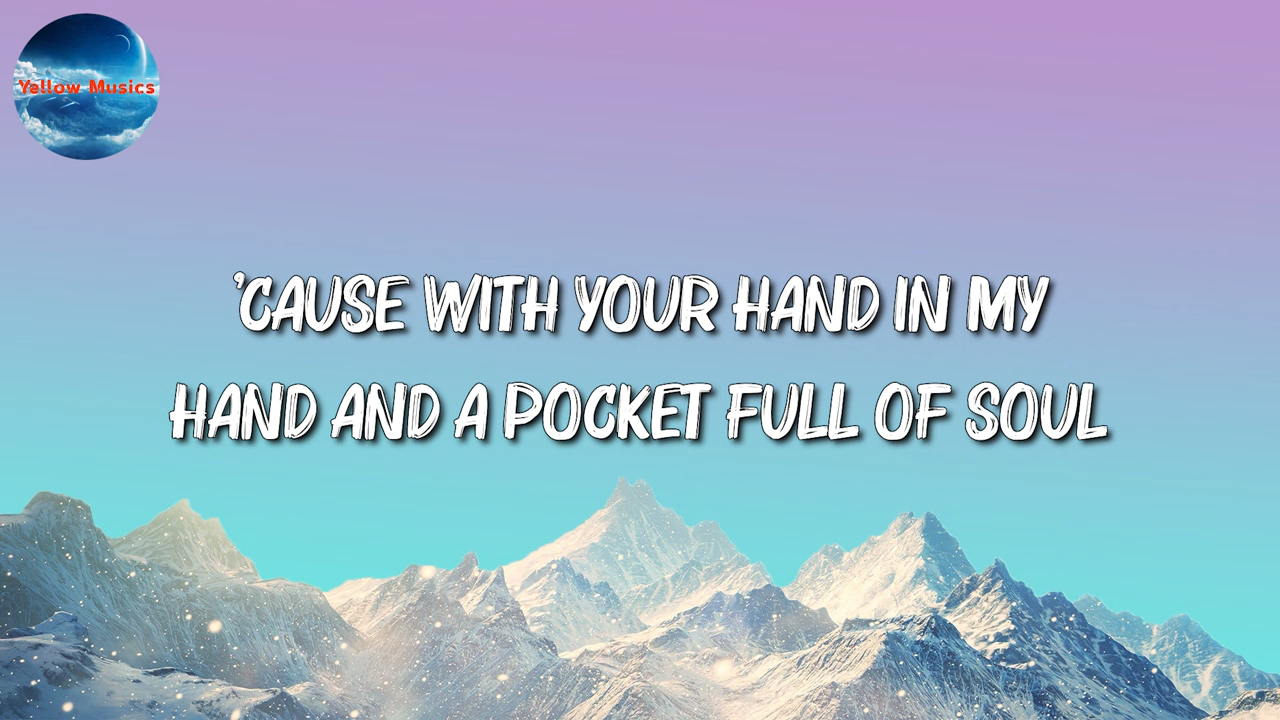 Yellow Musics
'CAUSE WITH YOUR HAND IN MY
HAND AND A POCKET FULL OF SOUL